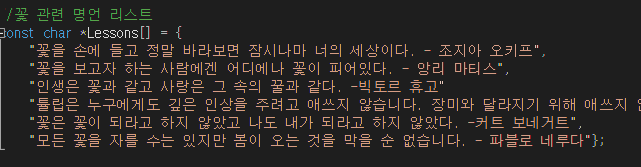 /꽃 관련 명언 리스트
onst char *Lessons[] = {
"꽃을 손에 들고 정말 바라보면 잠시나마 너의 세상이다. - 조지아 오키프",
"꽃을 보고자 하는 사람에겐 어디에나 꽃이 피어있다. - 앙리 마티스",
"인생은 꽃과 같고 사랑은 그 속의 꿀과 같다. -빅토르 휴고"
"튤립은 누구에게도 깊은 인상을 주려고 애쓰지 않습니다. 장미와 달라지기 위해 애쓰지
"꽃은 꽃이 되라고 하지 않았고 나도 내가 되라고 하지 않았다. -커트 보네거트",
"모든 꽃을 자를 수는 있지만 봄이 오는 것을 막을 순 없습니다. - 파블로 네루다"};